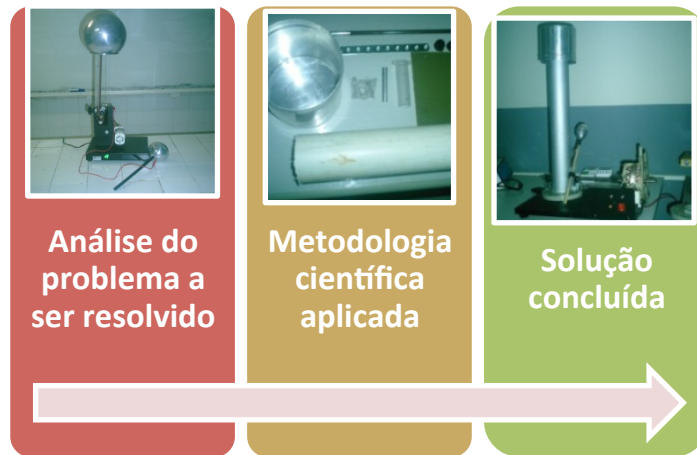 Análise do
problema a
ser resolvido
Metodologia
científica
aplicada
Solução
concluída